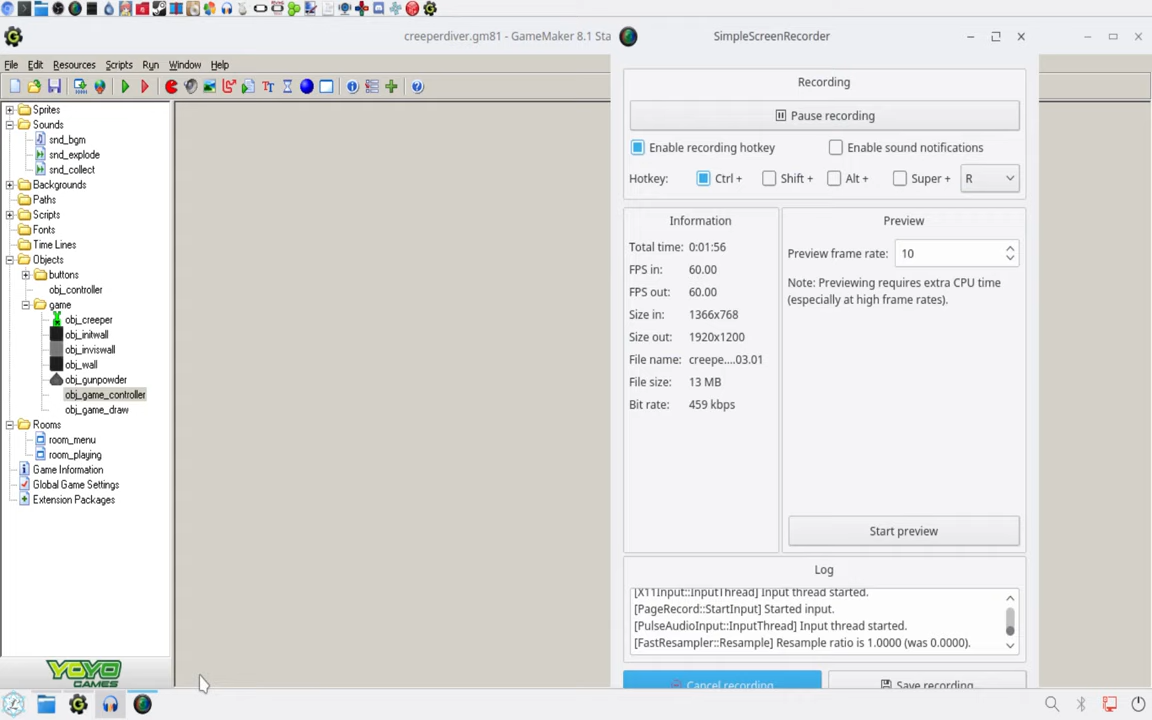 creeperdiver.gm81 - GameMaker 8.1 Sta
SimpleScreenRecorder
File Edit Resources Scripts Run Window Help
Sprites
Sounds
snd_bgm
snd_explode
snd_collect
Backgrounds
Paths
Scripts
Fonts
Time Lines
Objects
buttons
obj_controller
game
obj_creeper
obj_initwall
obj_inviswall
obj_wall
obj_gunpowder
obj_game_controller
obj_game_draw
Rooms
room_menu
room_playing
Game Information
Global Game Settings
Extension Packages
YOYO
GAMES
Recording
Pause recording
Enable recording hotkey Enable sound notifications
Hotkey: Ctrl + Shift + Alt + Super + R
Information
Total time: 0:01:56
FPS in: 60.00
FPS out: 60.00
Size in: 1366x768
Size out: 1920x1200
File name: creepe....03.01
File size: 13 MB
Bit rate: 459 kbps
Preview
Preview frame rate: 10
Note: Previewing requires extra CPU time
(especially at high frame rates).
Start preview
Log
[X11Input::InputThread] Input thread started.
[PageRecord::StartInput] Started input.
[PulseAudioInput::InputThread] Input thread started.
[FastResampler::Resample] Resample ratio is 1.0000 (was 0.0000).
Cancel recording Save recording